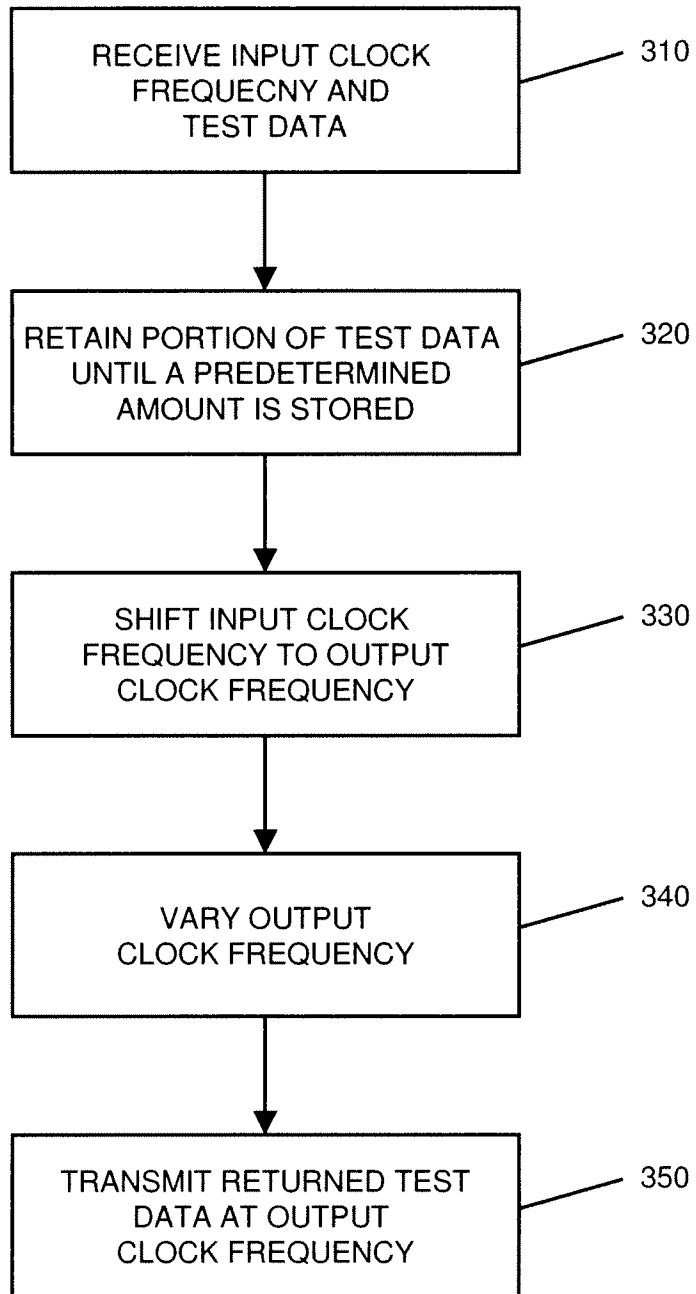 RECEIVE INPUT CLOCK
FREQUECNY AND
TEST DATA
310
RETAIN PORTION OF TEST DATA
UNTIL A PREDETERMINED
AMOUNT IS STORED
320
SHIFT INPUT CLOCK
FREQUENCY TO OUTPUT
CLOCK FREQUENCY
330
VARY OUTPUT
CLOCK FREQUENCY
340
TRANSMIT RETURNED TEST
DATA AT OUTPUT
CLOCK FREQUENCY
350